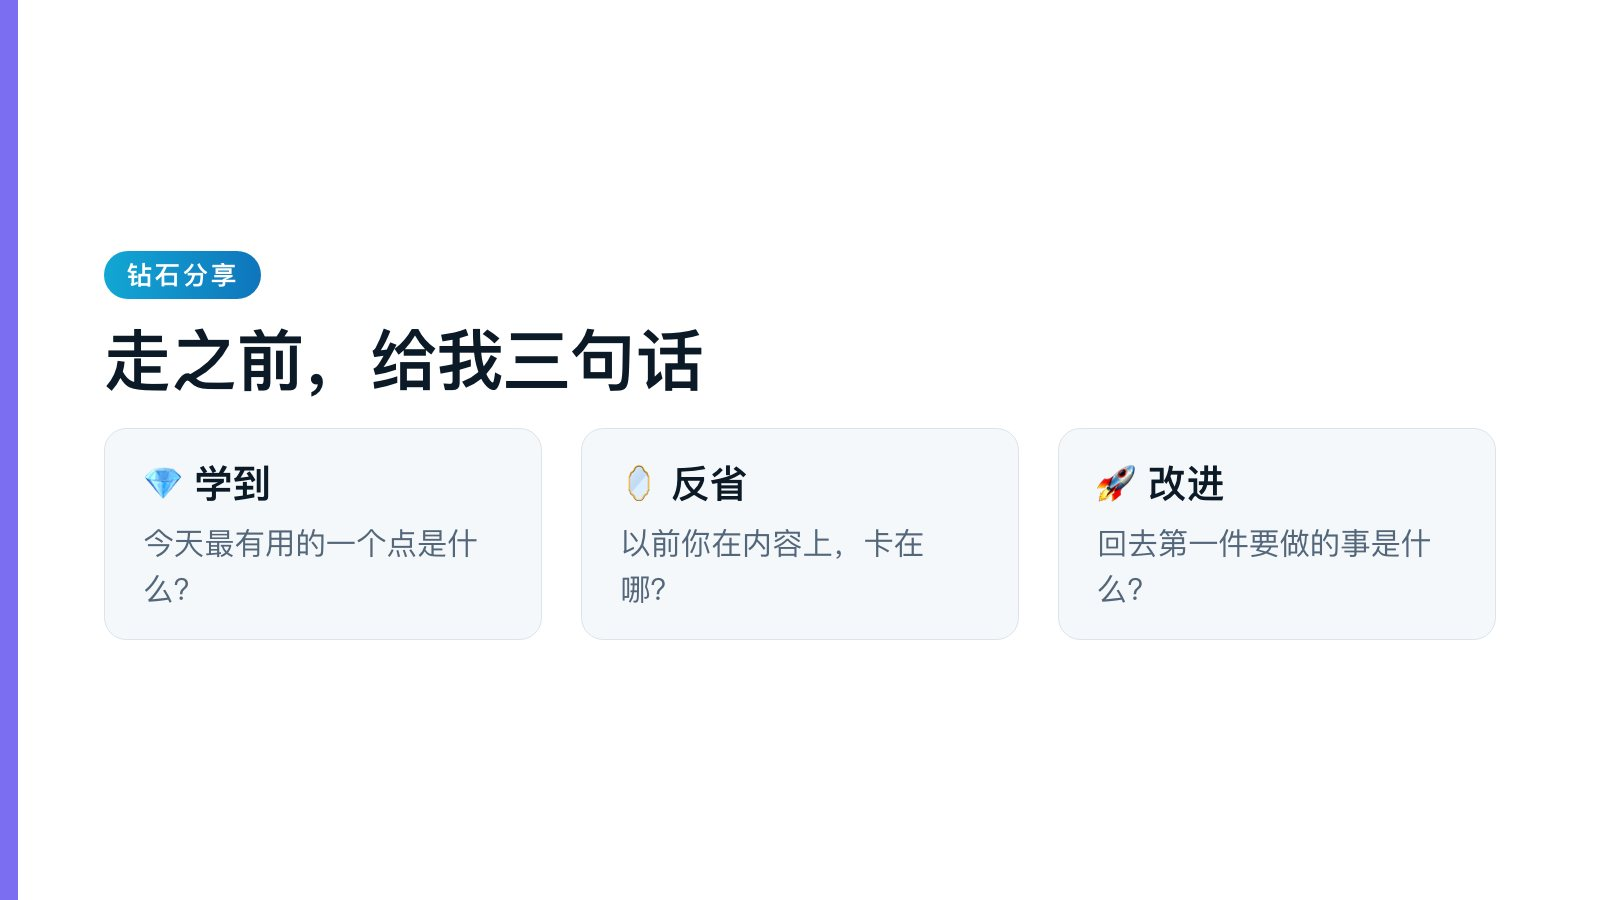 钻石分享
走之前，给我三句话
💎 学到
今天最有用的一个点是什
么？
🪞 反省
以前你在内容上，卡在
哪？
🚀 改进
回去第一件要做的事是什
么？